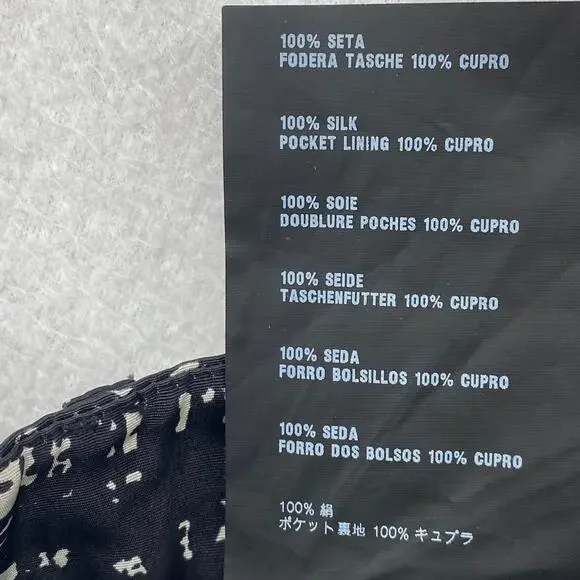 100% SETA
FODERA TASCHE 100% CUPRO
100% SILK
POCKET LINING 100% CUPRO
100% SOIE
DOUBLURE POCHES 100% CUPRO
100% SEIDE
TASCHENFUTTER 100% CUPRO
100% SEDA
FORRO BOLSILLOS 100% CUPRO
100% SEDA
FORRO DOS BOLSOS 100% CUPRO
100% 絹
ポケット裏地 100% キュプラ